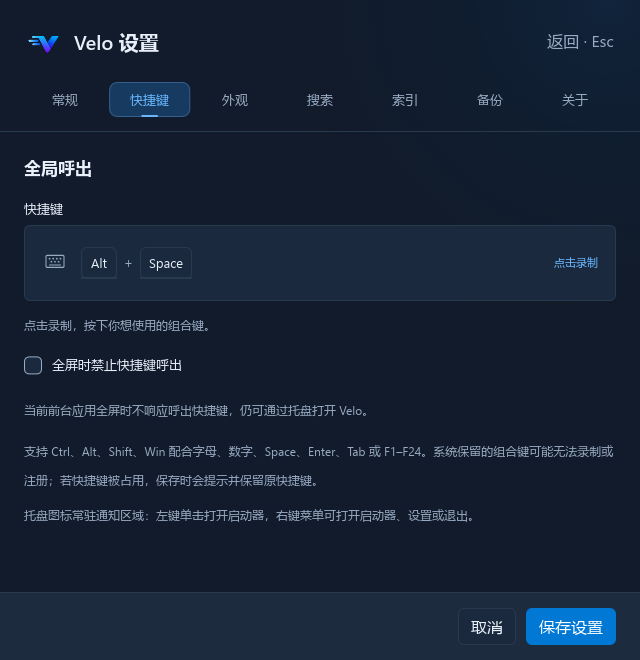 Velo 设置
返回 · Esc
常规
快捷键
外观
搜索
索引
备份
关于
全局呼出
快捷键
Alt + Space
点击录制
点击录制，按下你想使用的组合键。
全屏时禁止快捷键呼出
当前前台应用全屏时不响应呼出快捷键，仍可通过托盘打开 Velo。
支持 Ctrl、Alt、Shift、Win 配合字母、数字、Space、Enter、Tab 或 F1–F24。系统保留的组合键可能无法录制或
注册；若快捷键被占用，保存时会提示并保留原快捷键。
托盘图标常驻通知区域：左键单击打开启动器，右键菜单可打开启动器、设置或退出。
取消
保存设置